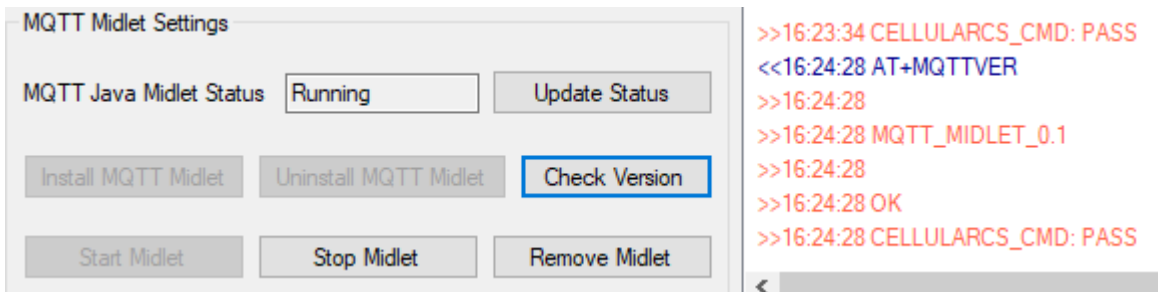 MQTT Midlet Settings
MQTT Java Midlet Status Running Update Status
Install MQTT Midlet Uninstall MQTT Midlet Check Version
Start Midlet Stop Midlet Remove Midlet
>>16:23:34 CELLULARCS_CMD: PASS
<<16:24:28 AT+MQTTVER
>>16:24:28
>>16:24:28 MQTT_MIDLET_0.1
>>16:24:28
>>16:24:28 OK
>>16:24:28 CELLULARCS_CMD: PASS